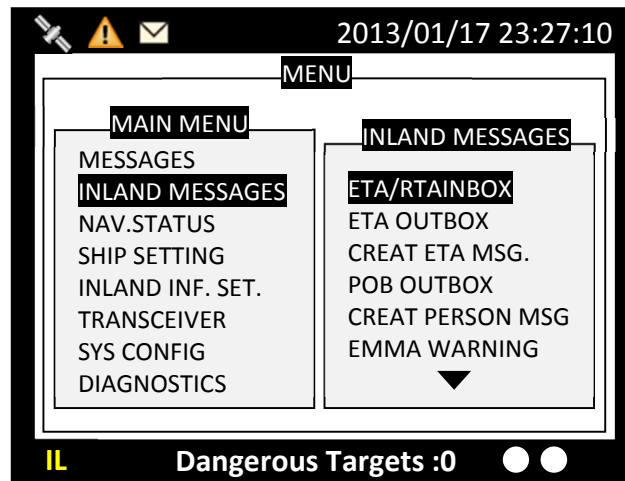 2013/01/17 23:27:10
MENU
MAIN MENU
MESSAGES
INLAND MESSAGES
NAV.STATUS
SHIP SETTING
INLAND INF. SET.
TRANSCEIVER
SYS CONFIG
DIAGNOSTICS
INLAND MESSAGES
ETA/RTAINBOX
ETA OUTBOX
CREAT ETA MSG.
POB OUTBOX
CREAT PERSON MSG
EMMA WARNING
IL Dangerous Targets :0